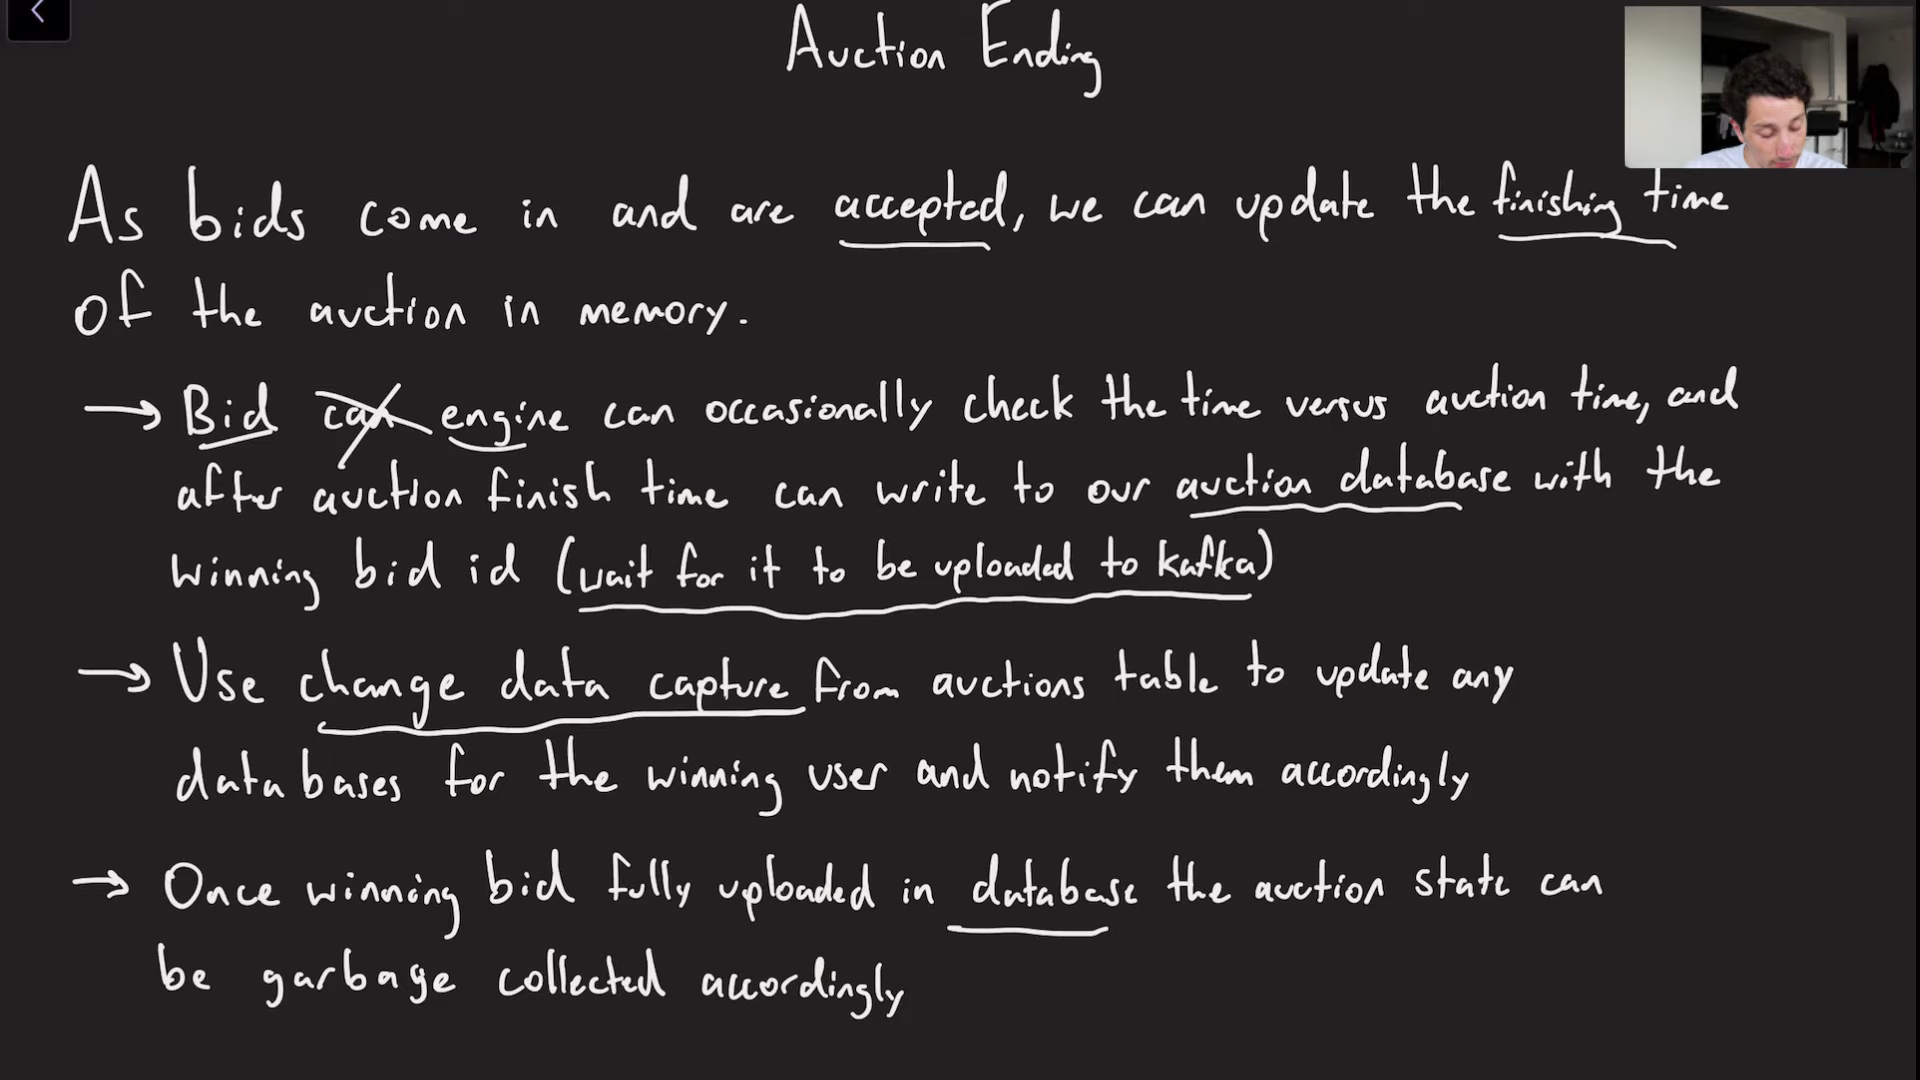 Auction Ending
As bids come in and are accepted, we can update the finishing time
of the auction in memory.
→ Bid can engine can occasionally check the time versus auction time, and
after auction finish time can write to our auction database with the
winning bid id (wait for it to be uploaded to kafka)
→ Use change data capture from auctions table to update any
databases for the winning user and notify them accordingly
→ Once winning bid fully uploaded in database the auction state can
be garbage collected accordingly